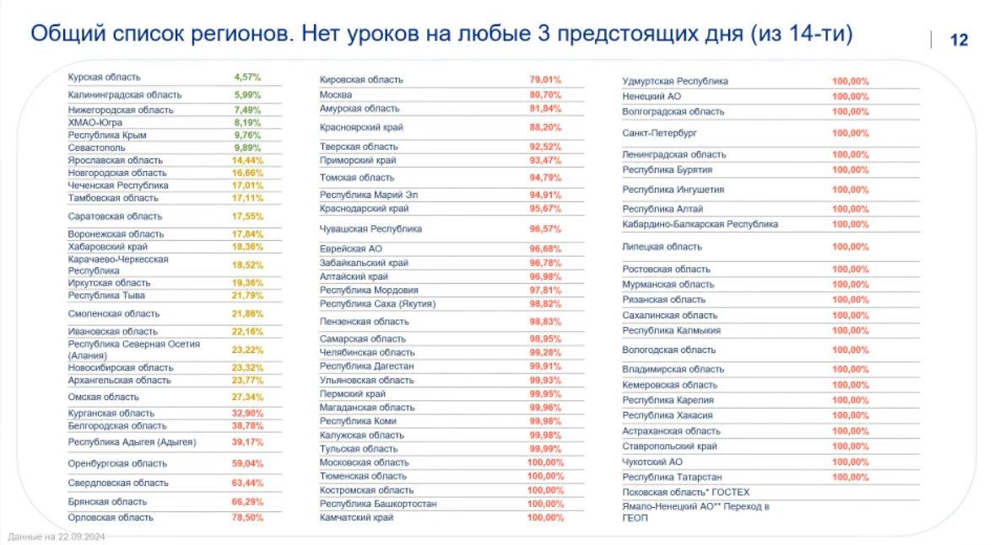 Общий список регионов. Нет уроков на любые 3 предстоящих дня (из 14-ти)
12
Курская область 4,57%
Калининградская область 5,99%
Нижегородская область 7,49%
ХМАО-Югра 8,19%
Республика Крым 9,76%
Севастополь 9,89%
Ярославская область 14,44%
Новгородская область 16,66%
Чеченская Республика 17,01%
Тамбовская область 17,11%
Саратовская область 17,55%
Воронежская область 17,84%
Хабаровский край 18,36%
Карачаево-Черкесская
Республика 18,52%
Иркутская область 19,36%
Республика Тыва 21,79%
Смоленская область 21,86%
Ивановская область 22,16%
Республика Северная Осетия
(Алания) 23,22%
Новосибирская область 23,32%
Архангельская область 23,77%
Омская область 27,34%
Курганская область 32,90%
Белгородская область 38,78%
Республика Адыгея (Адыгея) 39,17%
Оренбургская область 59,04%
Свердловская область 63,44%
Брянская область 66,29%
Орловская область 78,50%
Кировская область 79,01%
Москва 80,70%
Амурская область 81,84%
Красноярский край 88,20%
Тверская область 92,52%
Приморский край 93,47%
Томская область 94,79%
Республика Марий Эл 94,91%
Краснодарский край 95,67%
Чувашская Республика 96,57%
Еврейская АО 96,68%
Забайкальский край 96,78%
Алтайский край 96,98%
Республика Мордовия 97,81%
Республика Саха (Якутия) 98,82%
Пензенская область 98,83%
Самарская область 98,95%
Челябинская область 99,28%
Республика Дагестан 99,91%
Ульяновская область 99,93%
Пермский край 99,95%
Магаданская область 99,96%
Республика Коми 99,98%
Калужская область 99,98%
Тульская область 99,99%
Московская область 100,00%
Тюменская область 100,00%
Костромская область 100,00%
Республика Башкортостан 100,00%
Камчатский край 100,00%
Удмуртская Республика 100,00%
Ненецкий АО 100,00%
Волгоградская область 100,00%
Санкт-Петербург 100,00%
Ленинградская область 100,00%
Республика Бурятия 100,00%
Республика Ингушетия 100,00%
Республика Алтай 100,00%
Кабардино-Балкарская Республика 100,00%
Липецкая область 100,00%
Ростовская область 100,00%
Мурманская область 100,00%
Рязанская область 100,00%
Сахалинская область 100,00%
Республика Калмыкия 100,00%
Вологодская область 100,00%
Владимирская область 100,00%
Кемеровская область 100,00%
Республика Карелия 100,00%
Республика Хакасия 100,00%
Астраханская область 100,00%
Ставропольский край 100,00%
Чукотский АО 100,00%
Республика Татарстан 100,00%
Псковская область* ГОСТЕХ
Ямало-Ненецкий АО** Переход в
ГЕОП
Данные на 22.09.2024